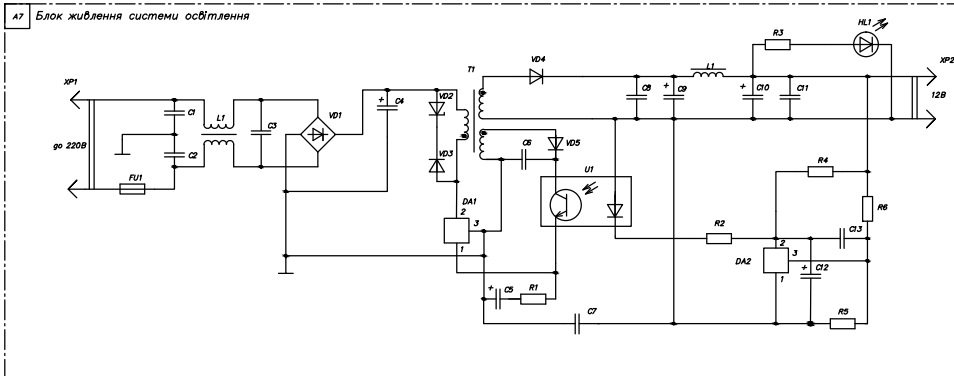 A7 Блок живлення системи освітлення
HL1
R3
XP1
T1
VD4
L1
XP2
+
C4
VD2
C8
+
C9
+
C10
C11
12В
C1
L1
C3
VD1
до 220В
C2
VD3
C6
VD5
FU1
U1
R4
DA1
2
3
1
R2
R6
C13
DA2
2
3
1
+
C12
+
C5
R1
C7
R5